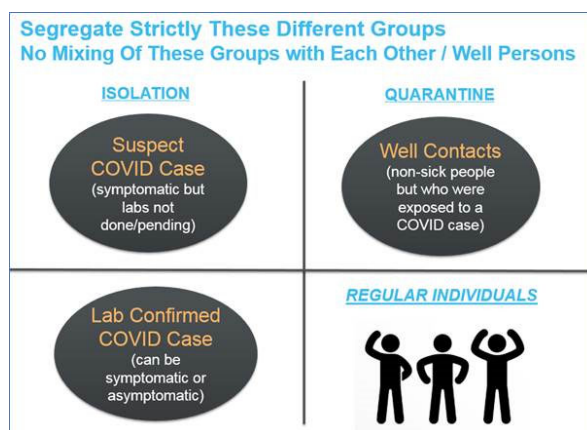 Segregate Strictly These Different Groups
No Mixing Of These Groups with Each Other / Well Persons
ISOLATION
Suspect
COVID Case
(symptomatic but
labs not
done/pending)
QUARANTINE
Well Contacts
(non-sick people
but who were
exposed to a
COVID case)
Lab Confirmed
COVID Case
(can be
symptomatic or
asymptomatic)
REGULAR INDIVIDUALS